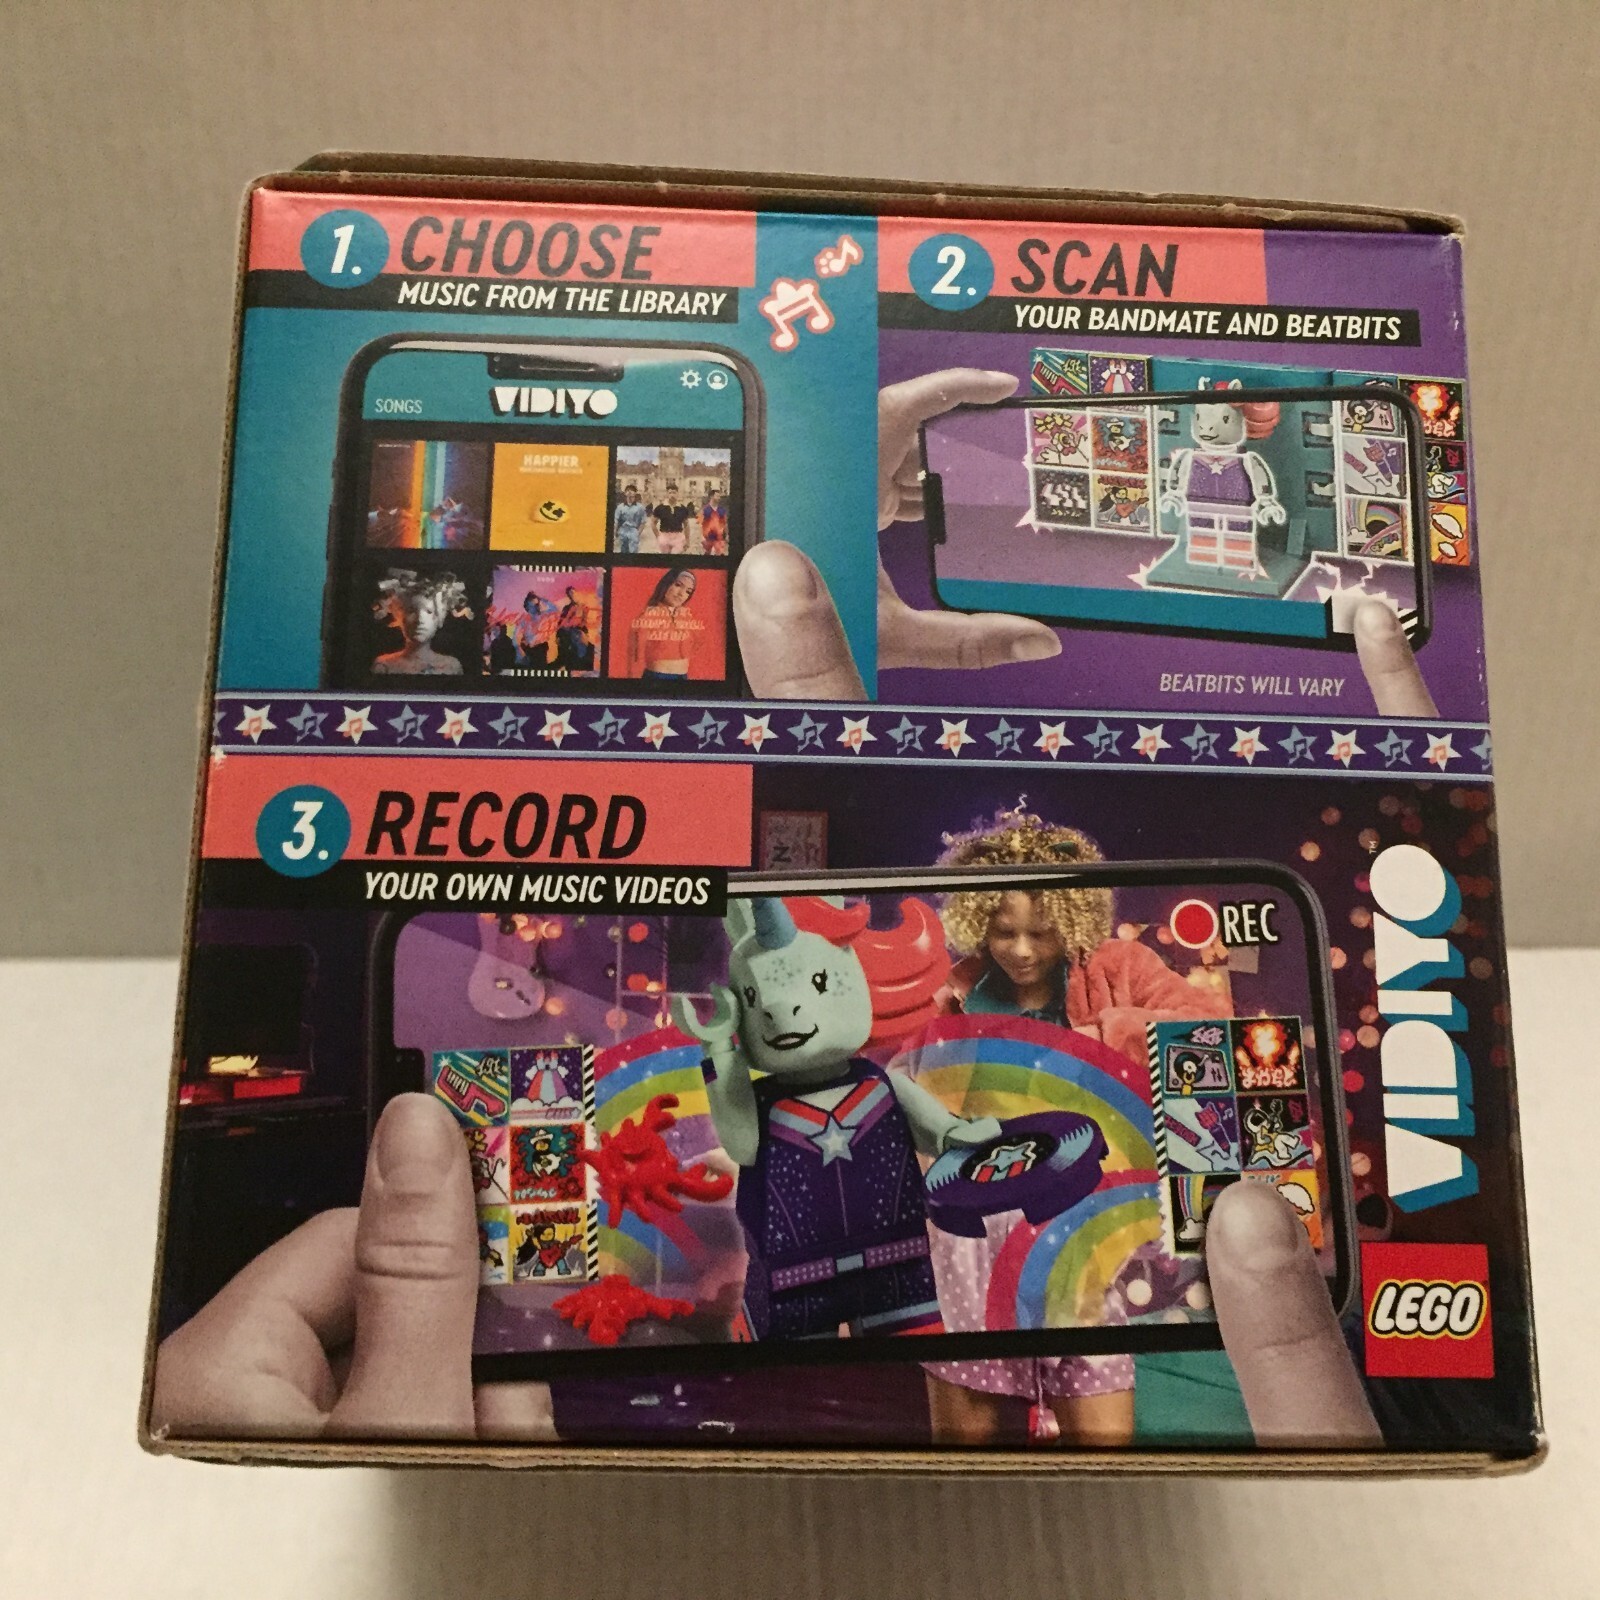 1. CHOOSE
MUSIC FROM THE LIBRARY
SONGS
VIDIYO
HAPPIER
2. SCAN
YOUR BANDMATE AND BEATBITS
BEATBITS WILL VARY
3. RECORD
YOUR OWN MUSIC VIDEOS
REC
VIDIYO™
LEGO